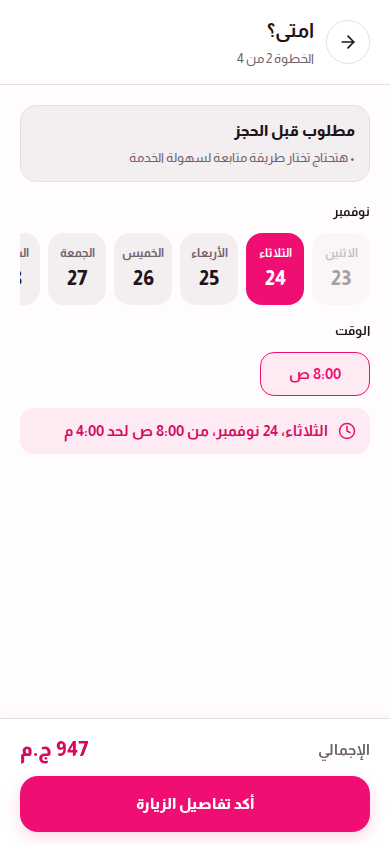 امتى؟
الخطوة 2 من 4
مطلوب قبل الحجز
• هتحتاج تختار طريقة متابعة لسهولة الخدمة
نوفمبر
الاثنين
23
الثلاثاء
24
الأربعاء
25
الخميس
26
الجمعة
27
الوقت
8:00 ص
الثلاثاء، 24 نوفمبر، من 8:00 ص لحد 4:00 م
الإجمالي
947 ج.م
أكد تفاصيل الزيارة